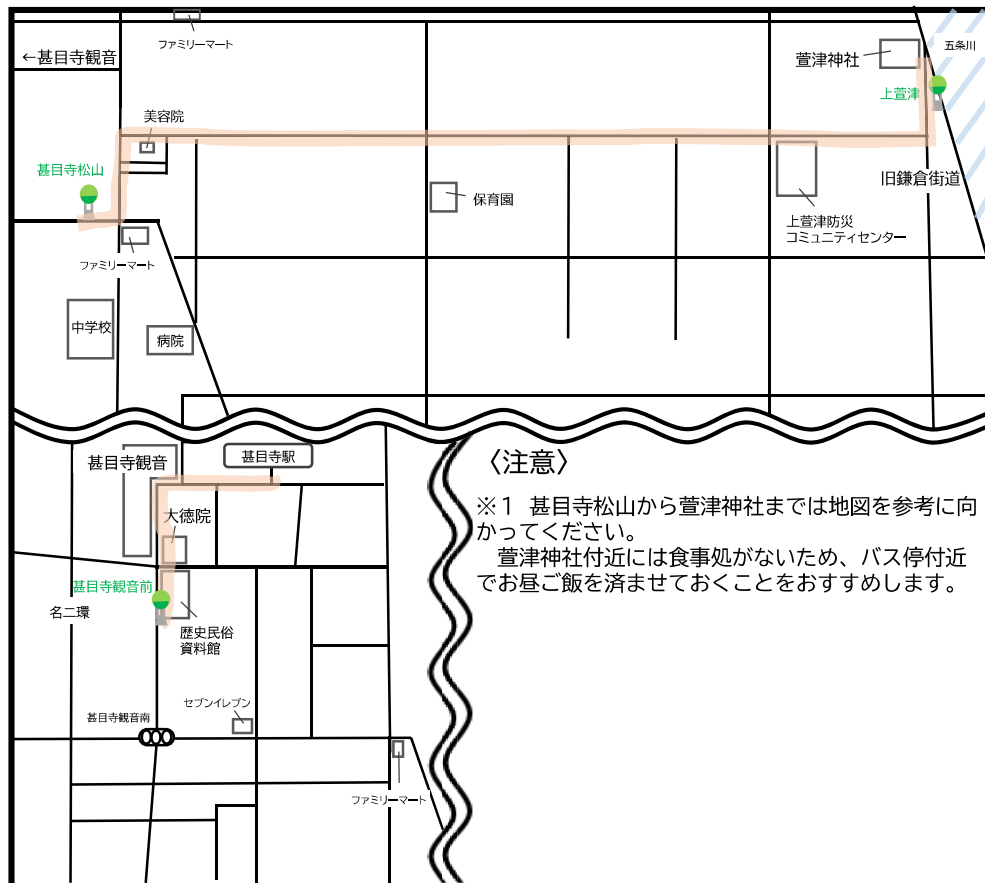 ファミリーマート
←甚目寺観音
五条川
萱津神社
上萱津
美容院
甚目寺松山
旧鎌倉街道
保育園
上萱津防災
コミュニティセンター
ファミリーマート
中学校
病院
甚目寺観音
甚目寺駅
大徳院
甚目寺観音前
名二環
歴史民俗
資料館
セブンイレブン
甚目寺観音南
ファミリーマート
〈注意〉
※1 甚目寺松山から萱津神社までは地図を参考に向
かってください。
萱津神社付近には食事処がないため、バス停付近
でお昼ご飯を済ませておくことをおすすめします。